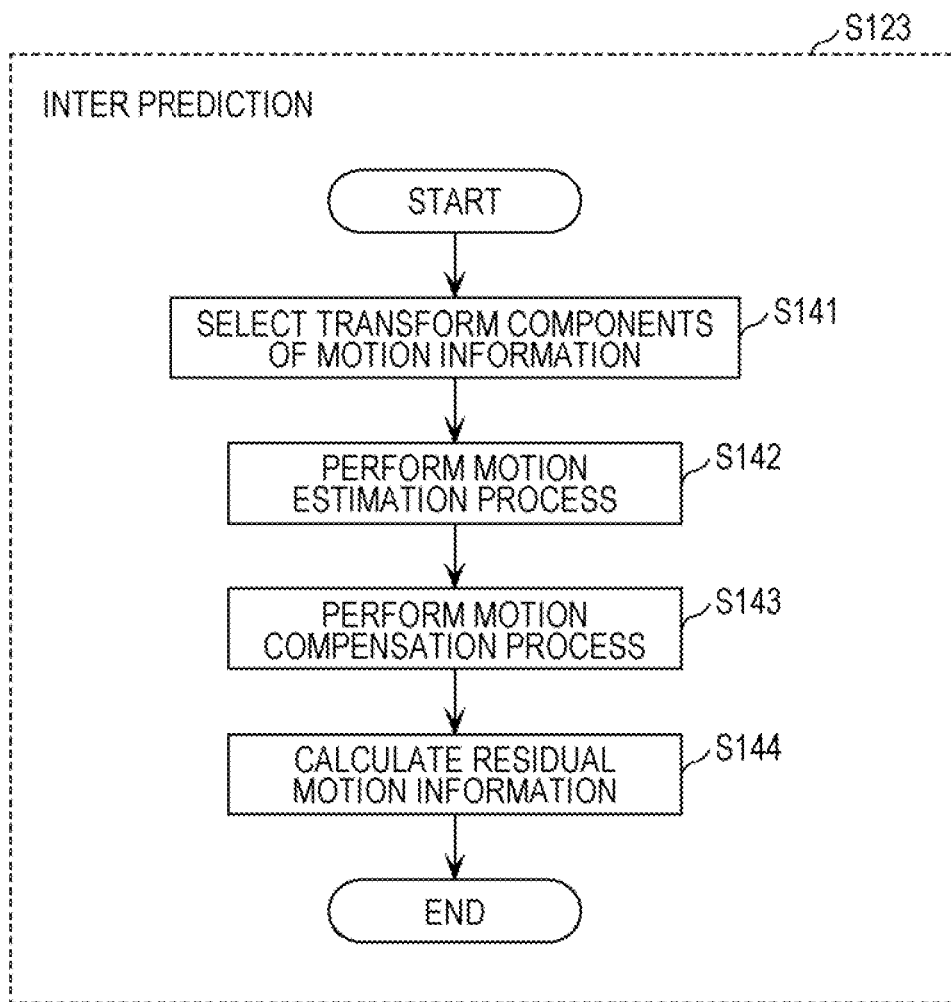 S123
INTER PREDICTION
START
SELECT TRANSFORM COMPONENTS
OF MOTION INFORMATION
S141
PERFORM MOTION
ESTIMATION PROCESS
S142
PERFORM MOTION
COMPENSATION PROCESS
S143
CALCULATE RESIDUAL
MOTION INFORMATION
S144
END